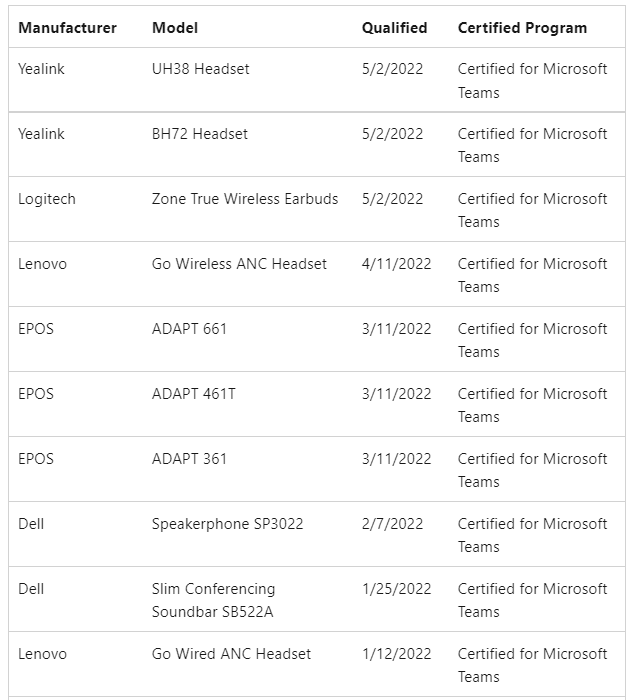 Manufacturer Model Qualified Certified Program
Yealink UH38 Headset 5/2/2022 Certified for Microsoft
Teams
Yealink BH72 Headset 5/2/2022 Certified for Microsoft
Teams
Logitech Zone True Wireless Earbuds 5/2/2022 Certified for Microsoft
Teams
Lenovo Go Wireless ANC Headset 4/11/2022 Certified for Microsoft
Teams
EPOS ADAPT 661 3/11/2022 Certified for Microsoft
Teams
EPOS ADAPT 461T 3/11/2022 Certified for Microsoft
Teams
EPOS ADAPT 361 3/11/2022 Certified for Microsoft
Teams
Dell Speakerphone SP3022 2/7/2022 Certified for Microsoft
Teams
Dell Slim Conferencing 1/25/2022 Certified for Microsoft
Soundbar SB522A Teams
Lenovo Go Wired ANC Headset 1/12/2022 Certified for Microsoft
Teams